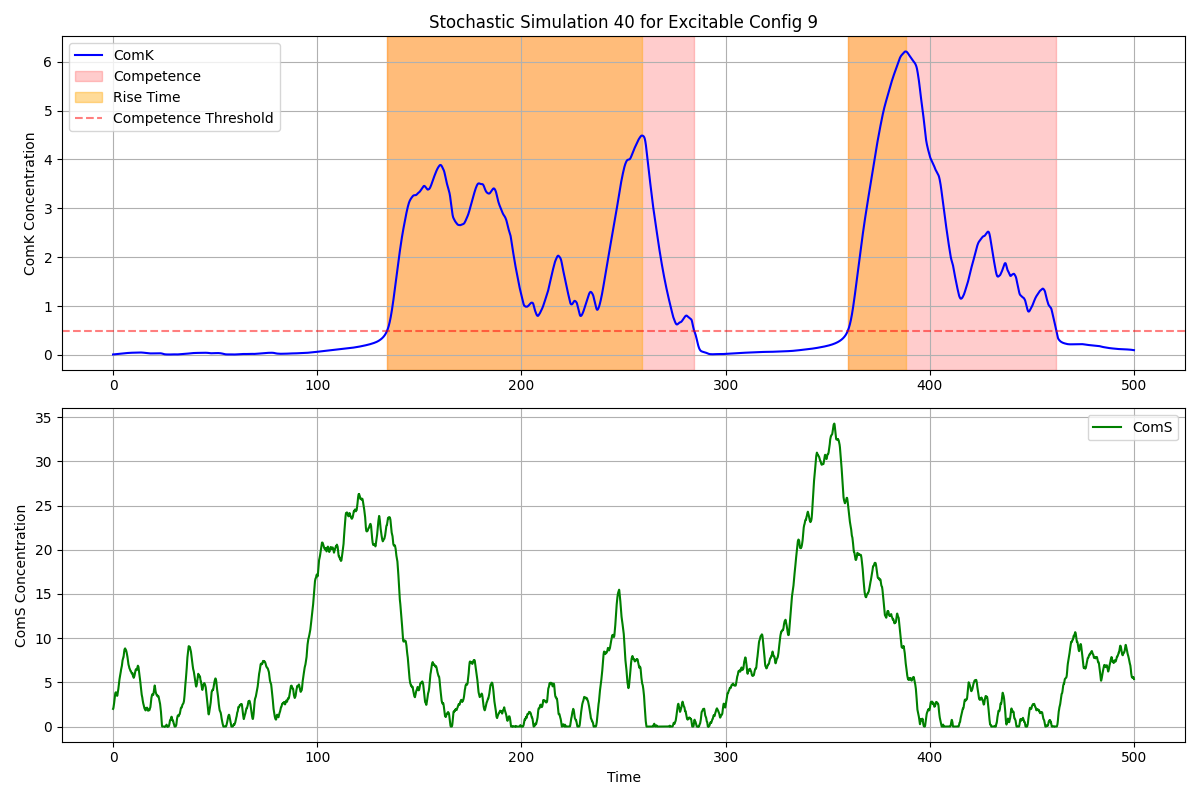 Stochastic Simulation 40 for Excitable Config 9
ComK
Competence
Rise Time
Competence Threshold
ComK Concentration
6
5
4
3
2
1
0
0 100 200 300 400 500
ComS
ComS Concentration
35
30
25
20
15
10
5
0
0 100 200 300 400 500
Time